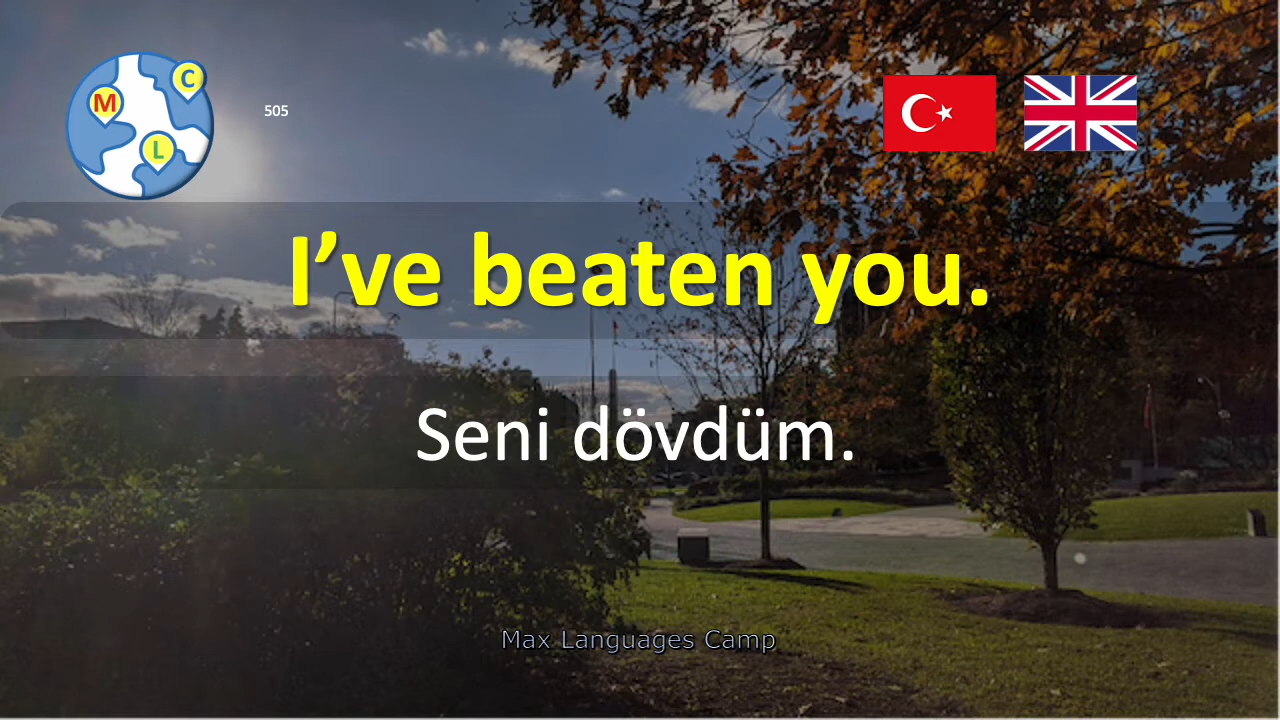 C
M
505
L
I’ve beaten you.
Seni dövdüm.
Max Languages Camp